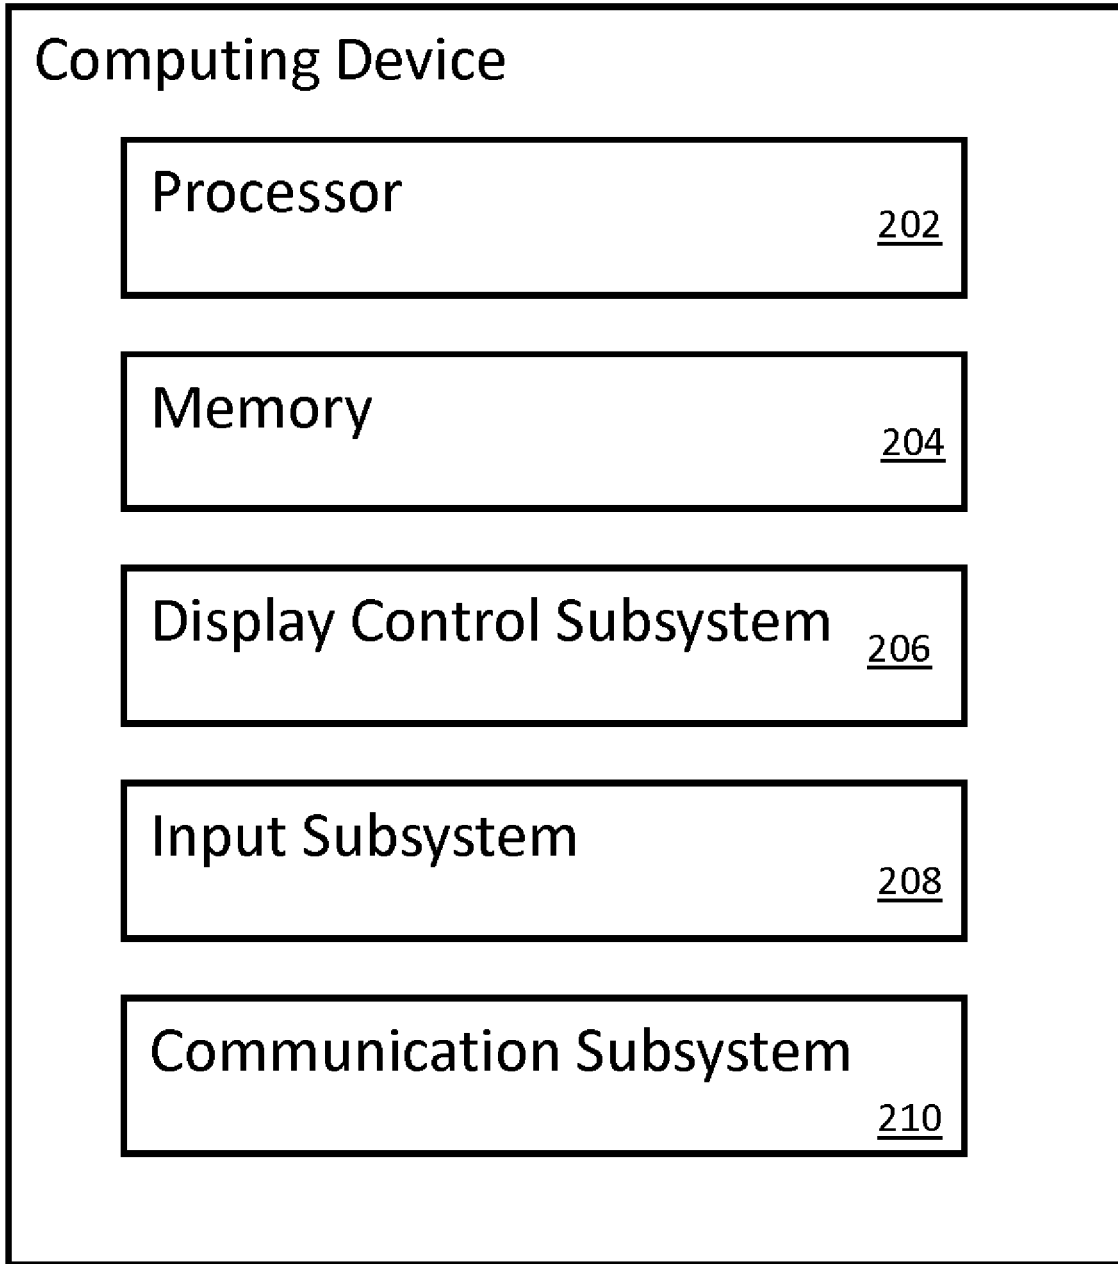 Computing Device
Processor
202
Memory
204
Display Control Subsystem
206
Input Subsystem
208
Communication Subsystem
210